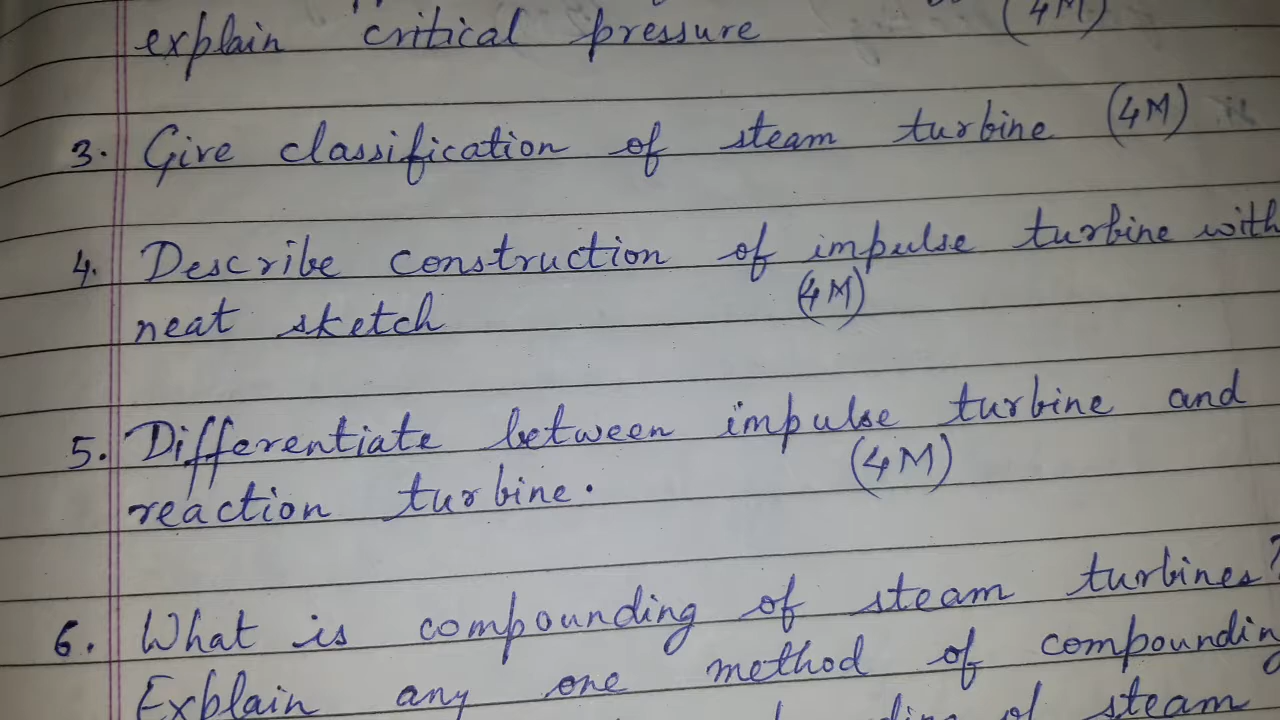 explain critical pressure (4M)
3. Give classification of steam turbine (4M)
4. Describe construction of impulse turbine with
neat sketch (4M)
5. Differentiate between impulse turbine and
reaction turbine. (4M)
6. What is compounding of steam turbines?
Explain any one method of compounding
of steam